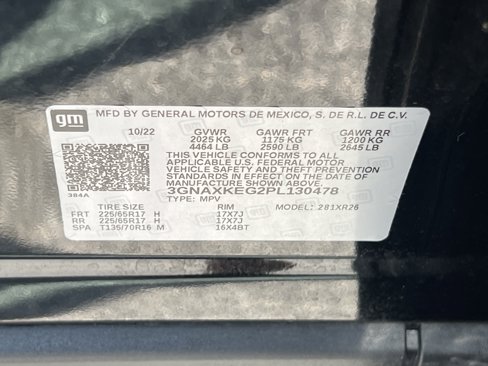 gm
MFD BY GENERAL MOTORS DE MEXICO, S. DE R.L. DE C.V.
10/22 GVWR GAWR FRT GAWR RR
2025 KG 1175 KG 1200 KG
4464 LB 2590 LB 2645 LB
THIS VEHICLE CONFORMS TO ALL
APPLICABLE U.S. FEDERAL MOTOR
VEHICLE SAFETY AND THEFT PREVENTION
STANDARDS IN EFFECT ON THE DATE OF
MANUFACTURE SHOWN ABOVE.
3GNAXKEG2PL130478
384A TYPE: MPV MODEL: 281XR26
TIRE SIZE RIM
FRT 225/65R17 H 17X7J
RR 225/65R17 H 17X7J
SPA T135/70R16 M 16X4BT